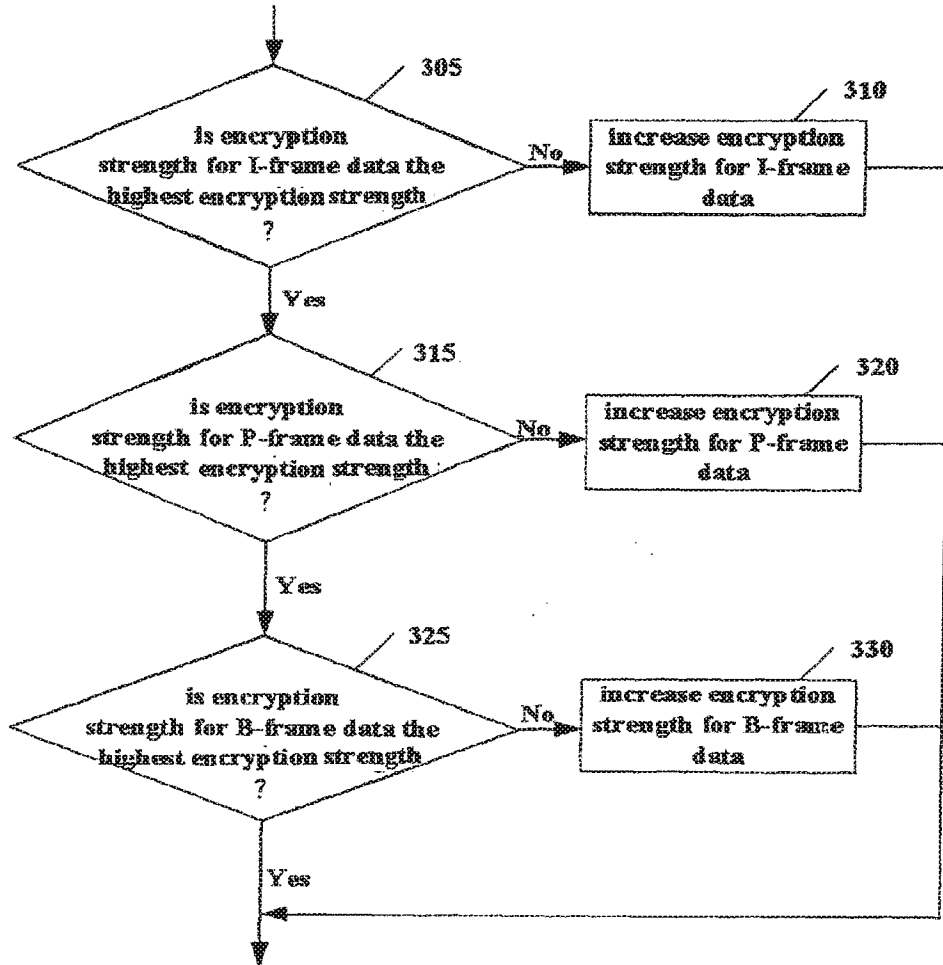 305
Is encryption
strength for I-frame data the
highest encryption strength
?
No
310
increase encryption
strength for I-frame
data
Yes
315
is encryption
strength for P-frame data the
highest encryption strength
?
No
320
increase encryption
strength for P-frame
data
Yes
325
is encryption
strength for B-frame data the
highest encryption strength
?
No
330
increase encryption
strength for B-frame
data
Yes